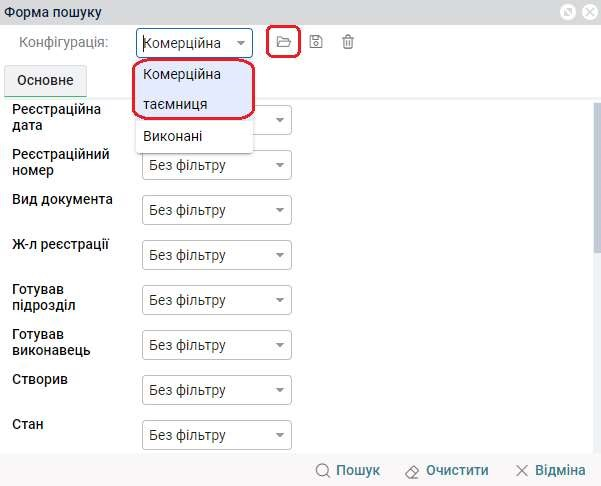 Форма пошуку
Конфігурація:
Комерційна
Комерційна
таємниця
Виконані
Основне
Реєстраційна
дата
Реєстраційний
номер
Без фільтру
Вид документа
Без фільтру
Ж-л реєстрації
Без фільтру
Готував
підрозділ
Без фільтру
Готував
виконавець
Без фільтру
Створив
Без фільтру
Стан
Без фільтру
Пошук
Очистити
Відміна